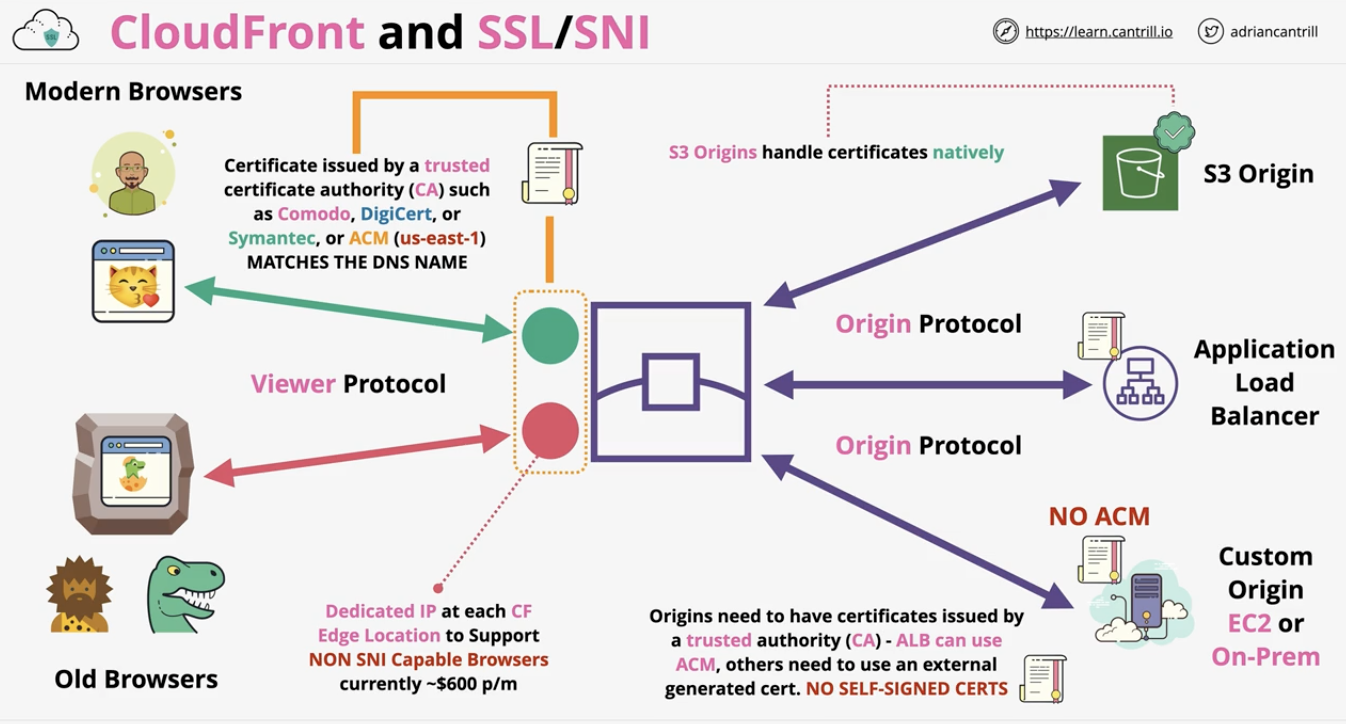 CloudFront and SSL/SNI
https://learn.cantrill.io
adriancantrill
Modern Browsers
Certificate issued by a trusted
certificate authority (CA) such
as Comodo, DigiCert, or
Symantec, or ACM (us-east-1)
MATCHES THE DNS NAME
S3 Origins handle certificates natively
S3 Origin
Viewer Protocol
Origin Protocol
Application
Load
Balancer
Origin Protocol
NO ACM
Custom
Origin
EC2 or
On-Prem
Old Browsers
Dedicated IP at each CF
Edge Location to Support
NON SNI Capable Browsers
currently ~$600 p/m
Origins need to have certificates issued by
a trusted authority (CA) - ALB can use
ACM, others need to use an external
generated cert. NO SELF-SIGNED CERTS